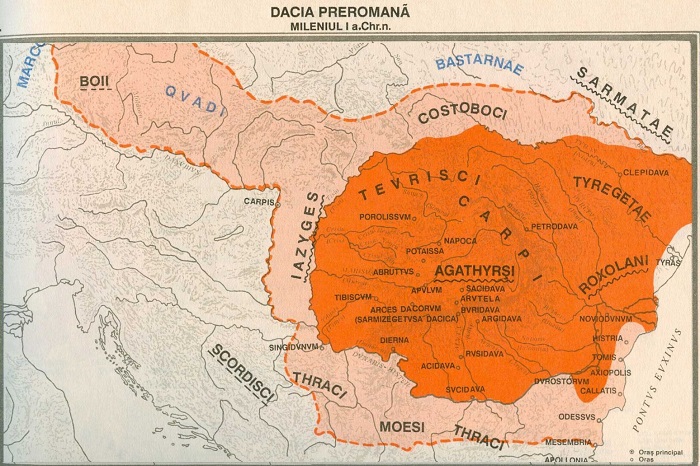 DACIA PREROMANĂ
MILENIUL I a.Chr.n.
BOII
QVADI
BASTARNAE
SARMATAE
COSTOBOCI
DANUBIUS
CARPIS
IAZYGES
TEVRISCI
CARPI
CLEPIDAVA
TYREGETAE
POROLISSVM
PETRODAVA
NAPOCA
POTAISSA
ABRUTTVS
AGATHYRSI
TYRAS
ROXOLANI
APVLVM
SACIDAVA
TIBISCVM
ARVTELA
ARCES DACORVM
(SARMIZEGETVSA DACICA)
BVRIDAVA
ARGIDAVA
NOVIODVNVM
HISTRIA
DIERNA
SINGIDVNVM
SCORDISCI
RVSIDAVA
TOMIS
ACIDAVA
AXIOPOLIS
DVROSTORVM
CALLATIS
SVCIDAVA
THRACI
PONTVS EVXINVS
MOESI
THRACI
ODESSVS
MESEMBRIA
APOLLONIA
Oraș principal
Oraș